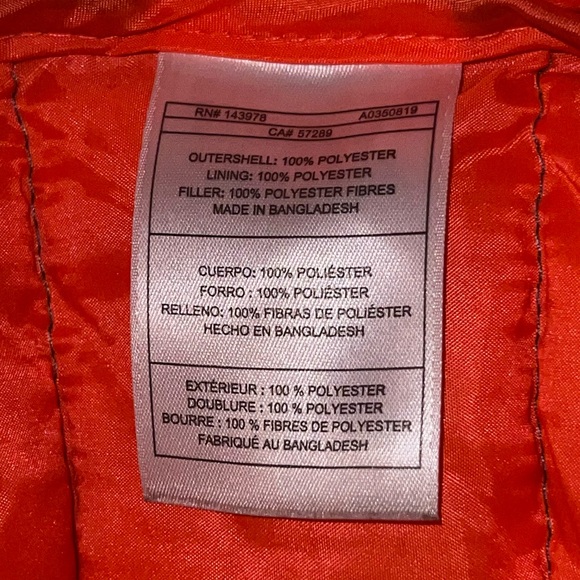 RN# 143978 A0350819
CA# 57289
OUTERSHELL: 100% POLYESTER
LINING: 100% POLYESTER
FILLER: 100% POLYESTER FIBRES
MADE IN BANGLADESH
CUERPO: 100% POLIÉSTER
FORRO : 100% POLIÉSTER
RELLENO: 100% FIBRAS DE POLIÉSTER
HECHO EN BANGLADESH
EXTÉRIEUR : 100 % POLYESTER
DOUBLURE : 100 % POLYESTER
BOURRE : 100 % FIBRES DE POLYESTER
FABRIQUÉ AU BANGLADESH